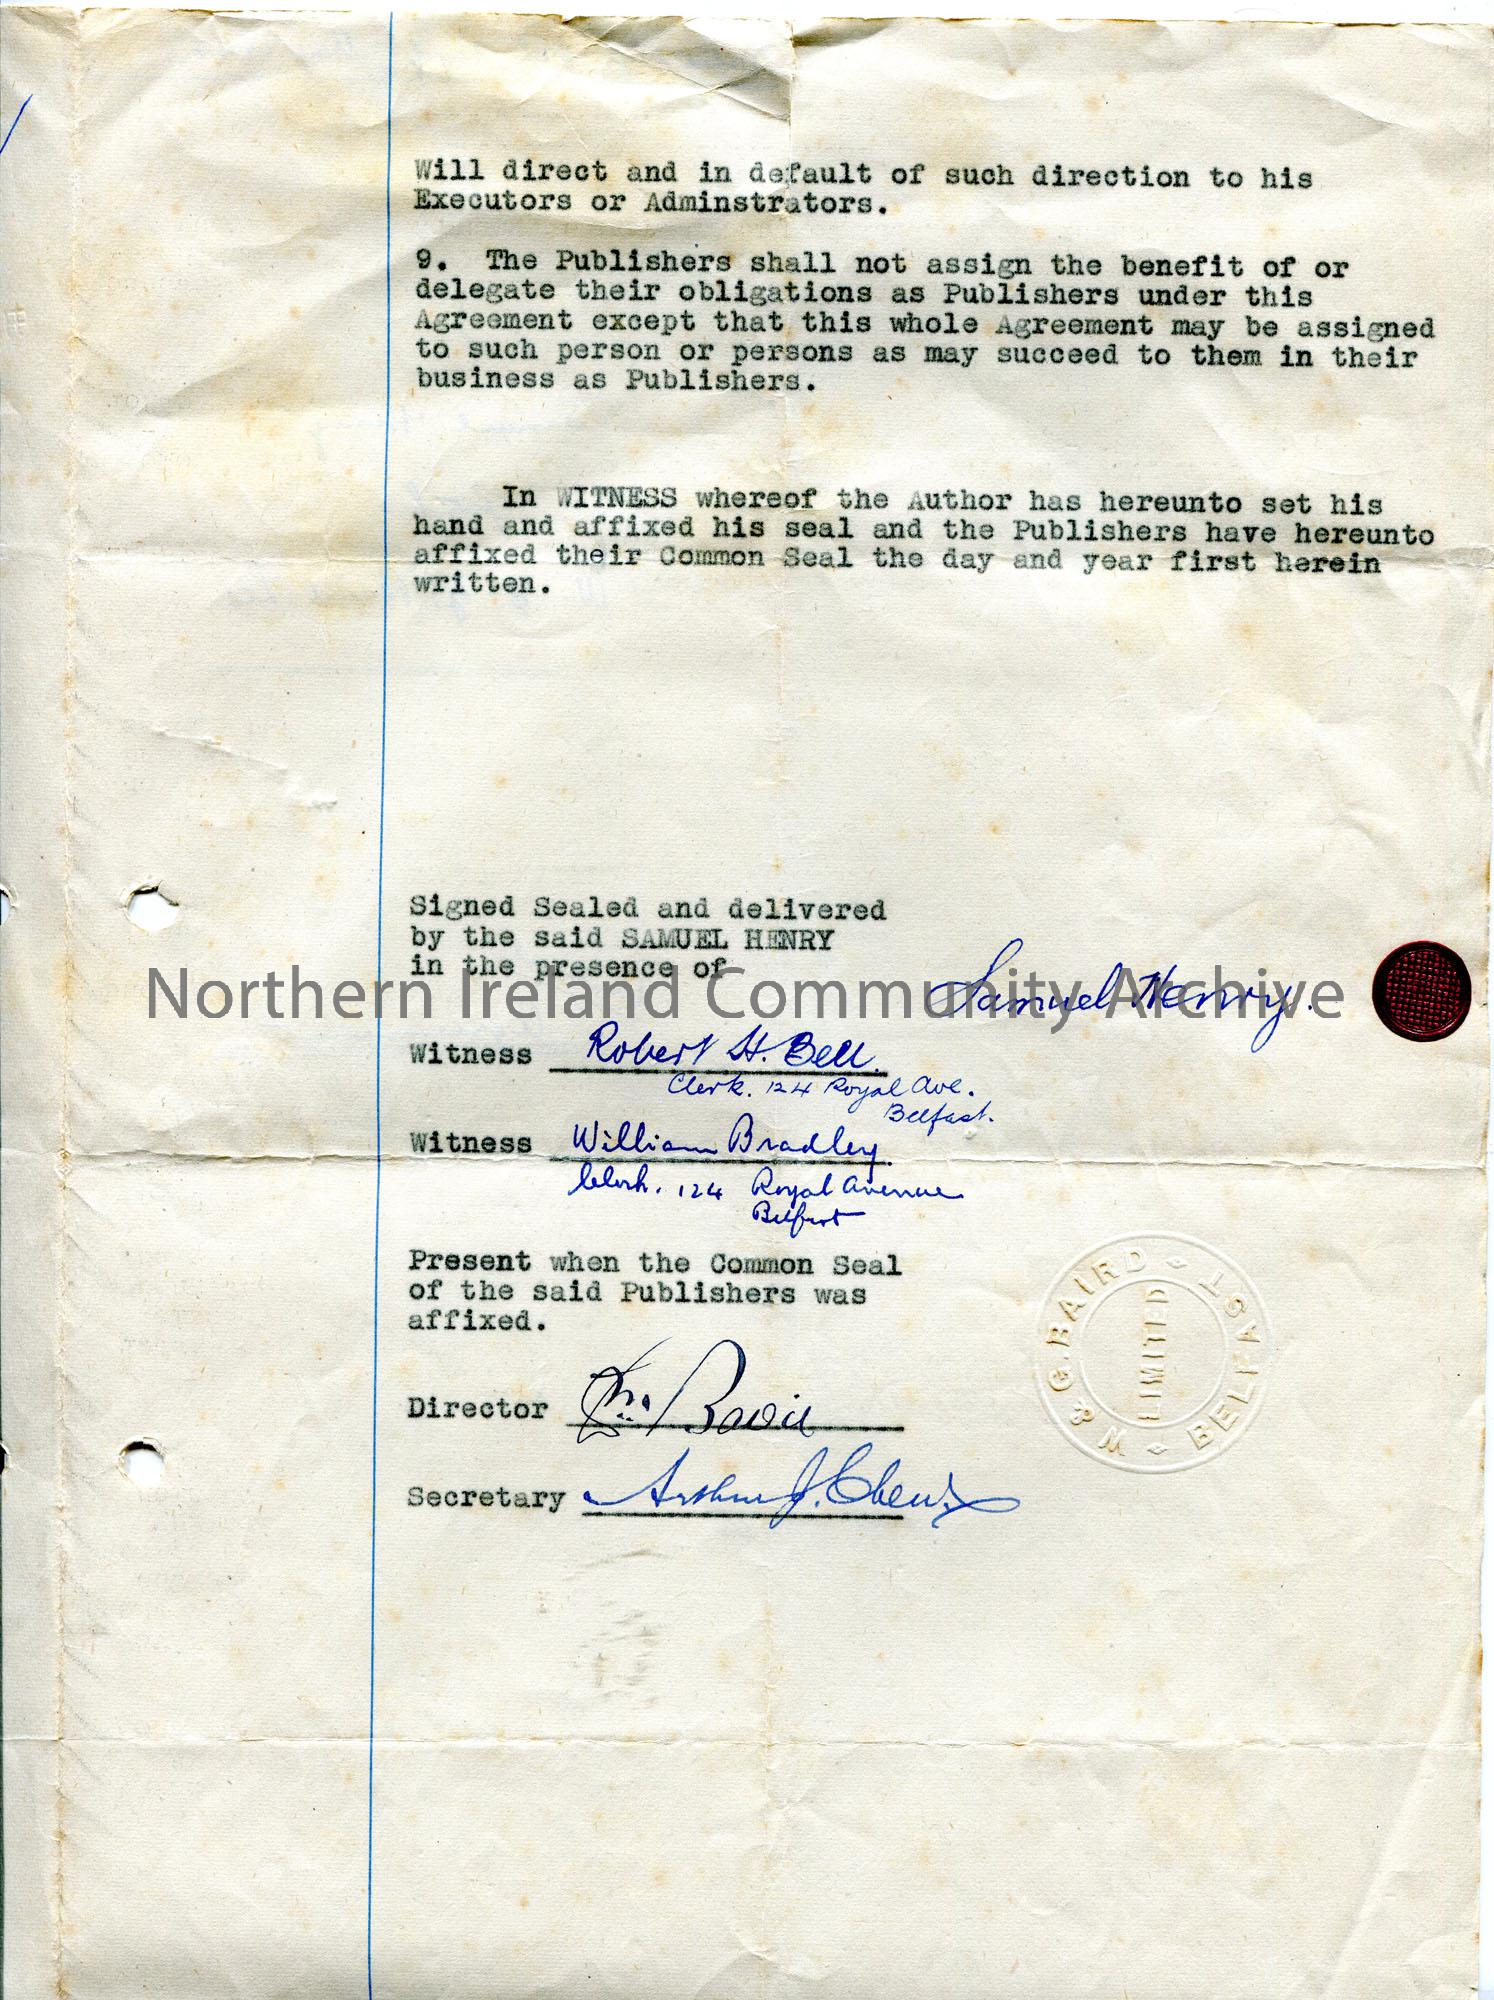 Will direct and in default of such direction to his
Executors or Adminstrators.
9. The Publishers shall not assign the benefit of or
delegate their obligations as Publishers under this
Agreement except that this whole Agreement may be assigned
to such person or persons as may succeed to them in their
business as Publishers.
In WITNESS whereof the Author has hereunto set his
hand and affixed his seal and the Publishers have hereunto
affixed their Common Seal the day and year first herein
written.
Signed Sealed and delivered
by the said SAMUEL HENRY
in the presence of
Samuel Henry.
Northern Ireland Community Archive
Witness Robert H. Bell.
Clerk. 124 Royal Ave.
Belfast.
Witness William Bradley.
Clerk. 124 Royal Avenue
Belfast
Present when the Common Seal
of the said Publishers was
affixed.
W & G. BAIRD BELFAST
LIMITED
Director Baird
Secretary Arthur J.